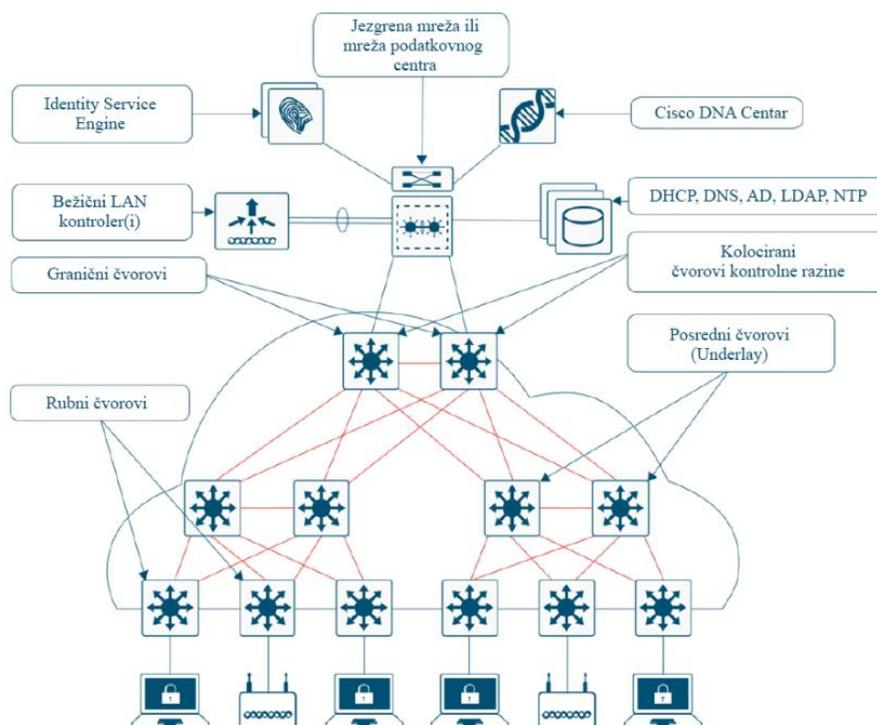 Jezgrena mreža ili
mreža podatkovnog
centra
Identity Service
Engine
Cisco DNA Centar
Bežični LAN
kontroler(i)
DHCP, DNS, AD, LDAP, NTP
Granični čvorovi
Kolocirani
čvorovi kontrolne razine
Posredni čvorovi
(Underlay)
Rubni čvorovi